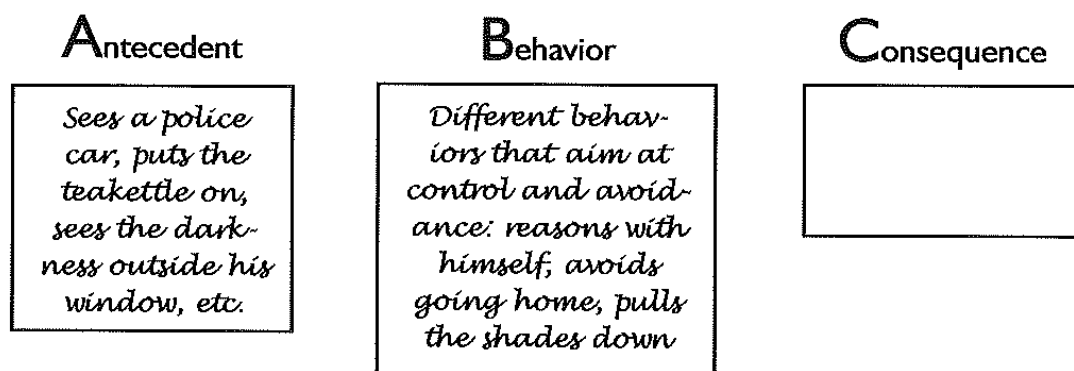 Antecedent
Behavior
Consequence
Sees a police
car, puts the
teakettle on,
sees the dark-
ness outside his
window, etc.
Different behav-
iors that aim at
control and avoid-
ance: reasons with
himself, avoids
going home, pulls
the shades down